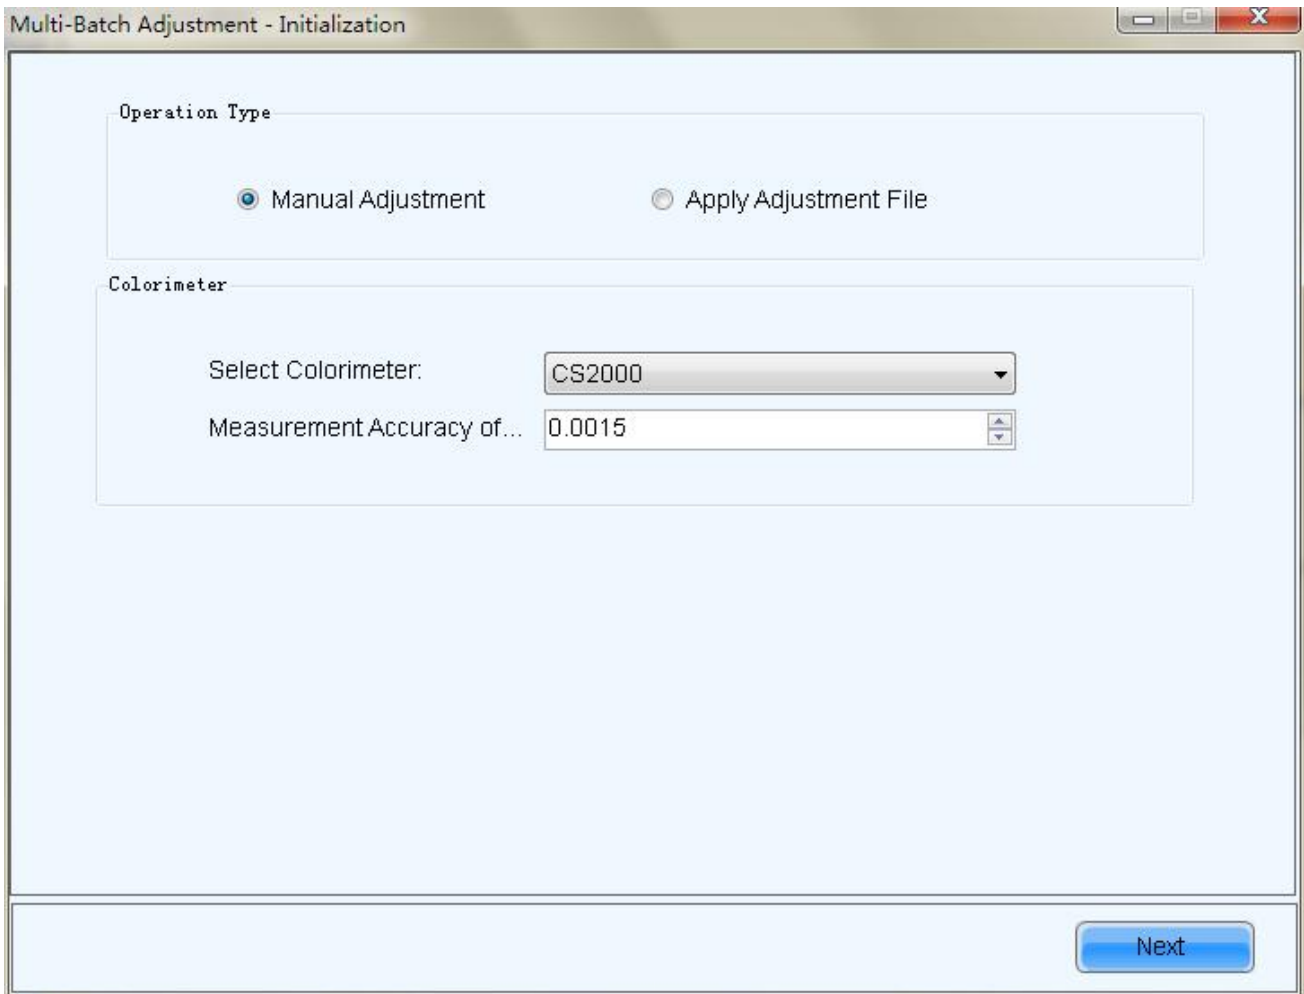 Multi-Batch Adjustment - Initialization
Operation Type
Manual Adjustment Apply Adjustment File
Colorimeter
Select Colorimeter: CS2000
Measurement Accuracy of... 0.0015
Next